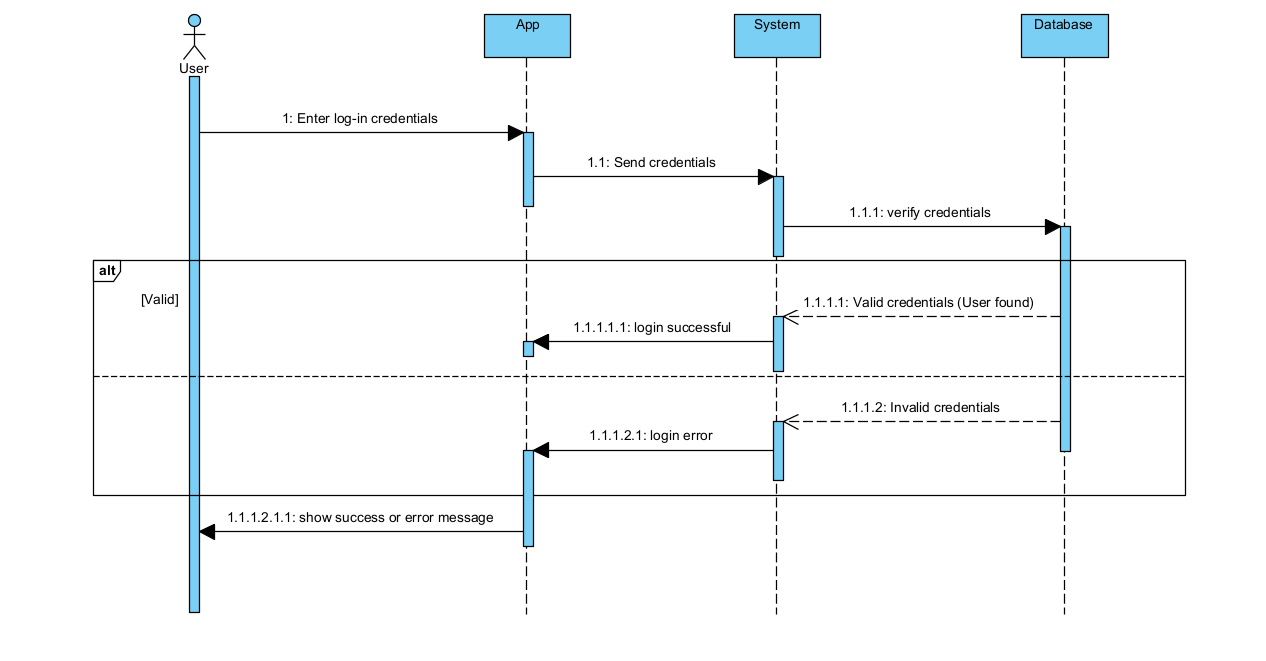 User
App
System
Database
1: Enter log-in credentials
1.1: Send credentials
1.1.1: verify credentials
alt
[Valid]
1.1.1.1: Valid credentials (User found)
1.1.1.1.1: login successful
1.1.1.2: Invalid credentials
1.1.1.2.1: login error
1.1.1.2.1.1: show success or error message